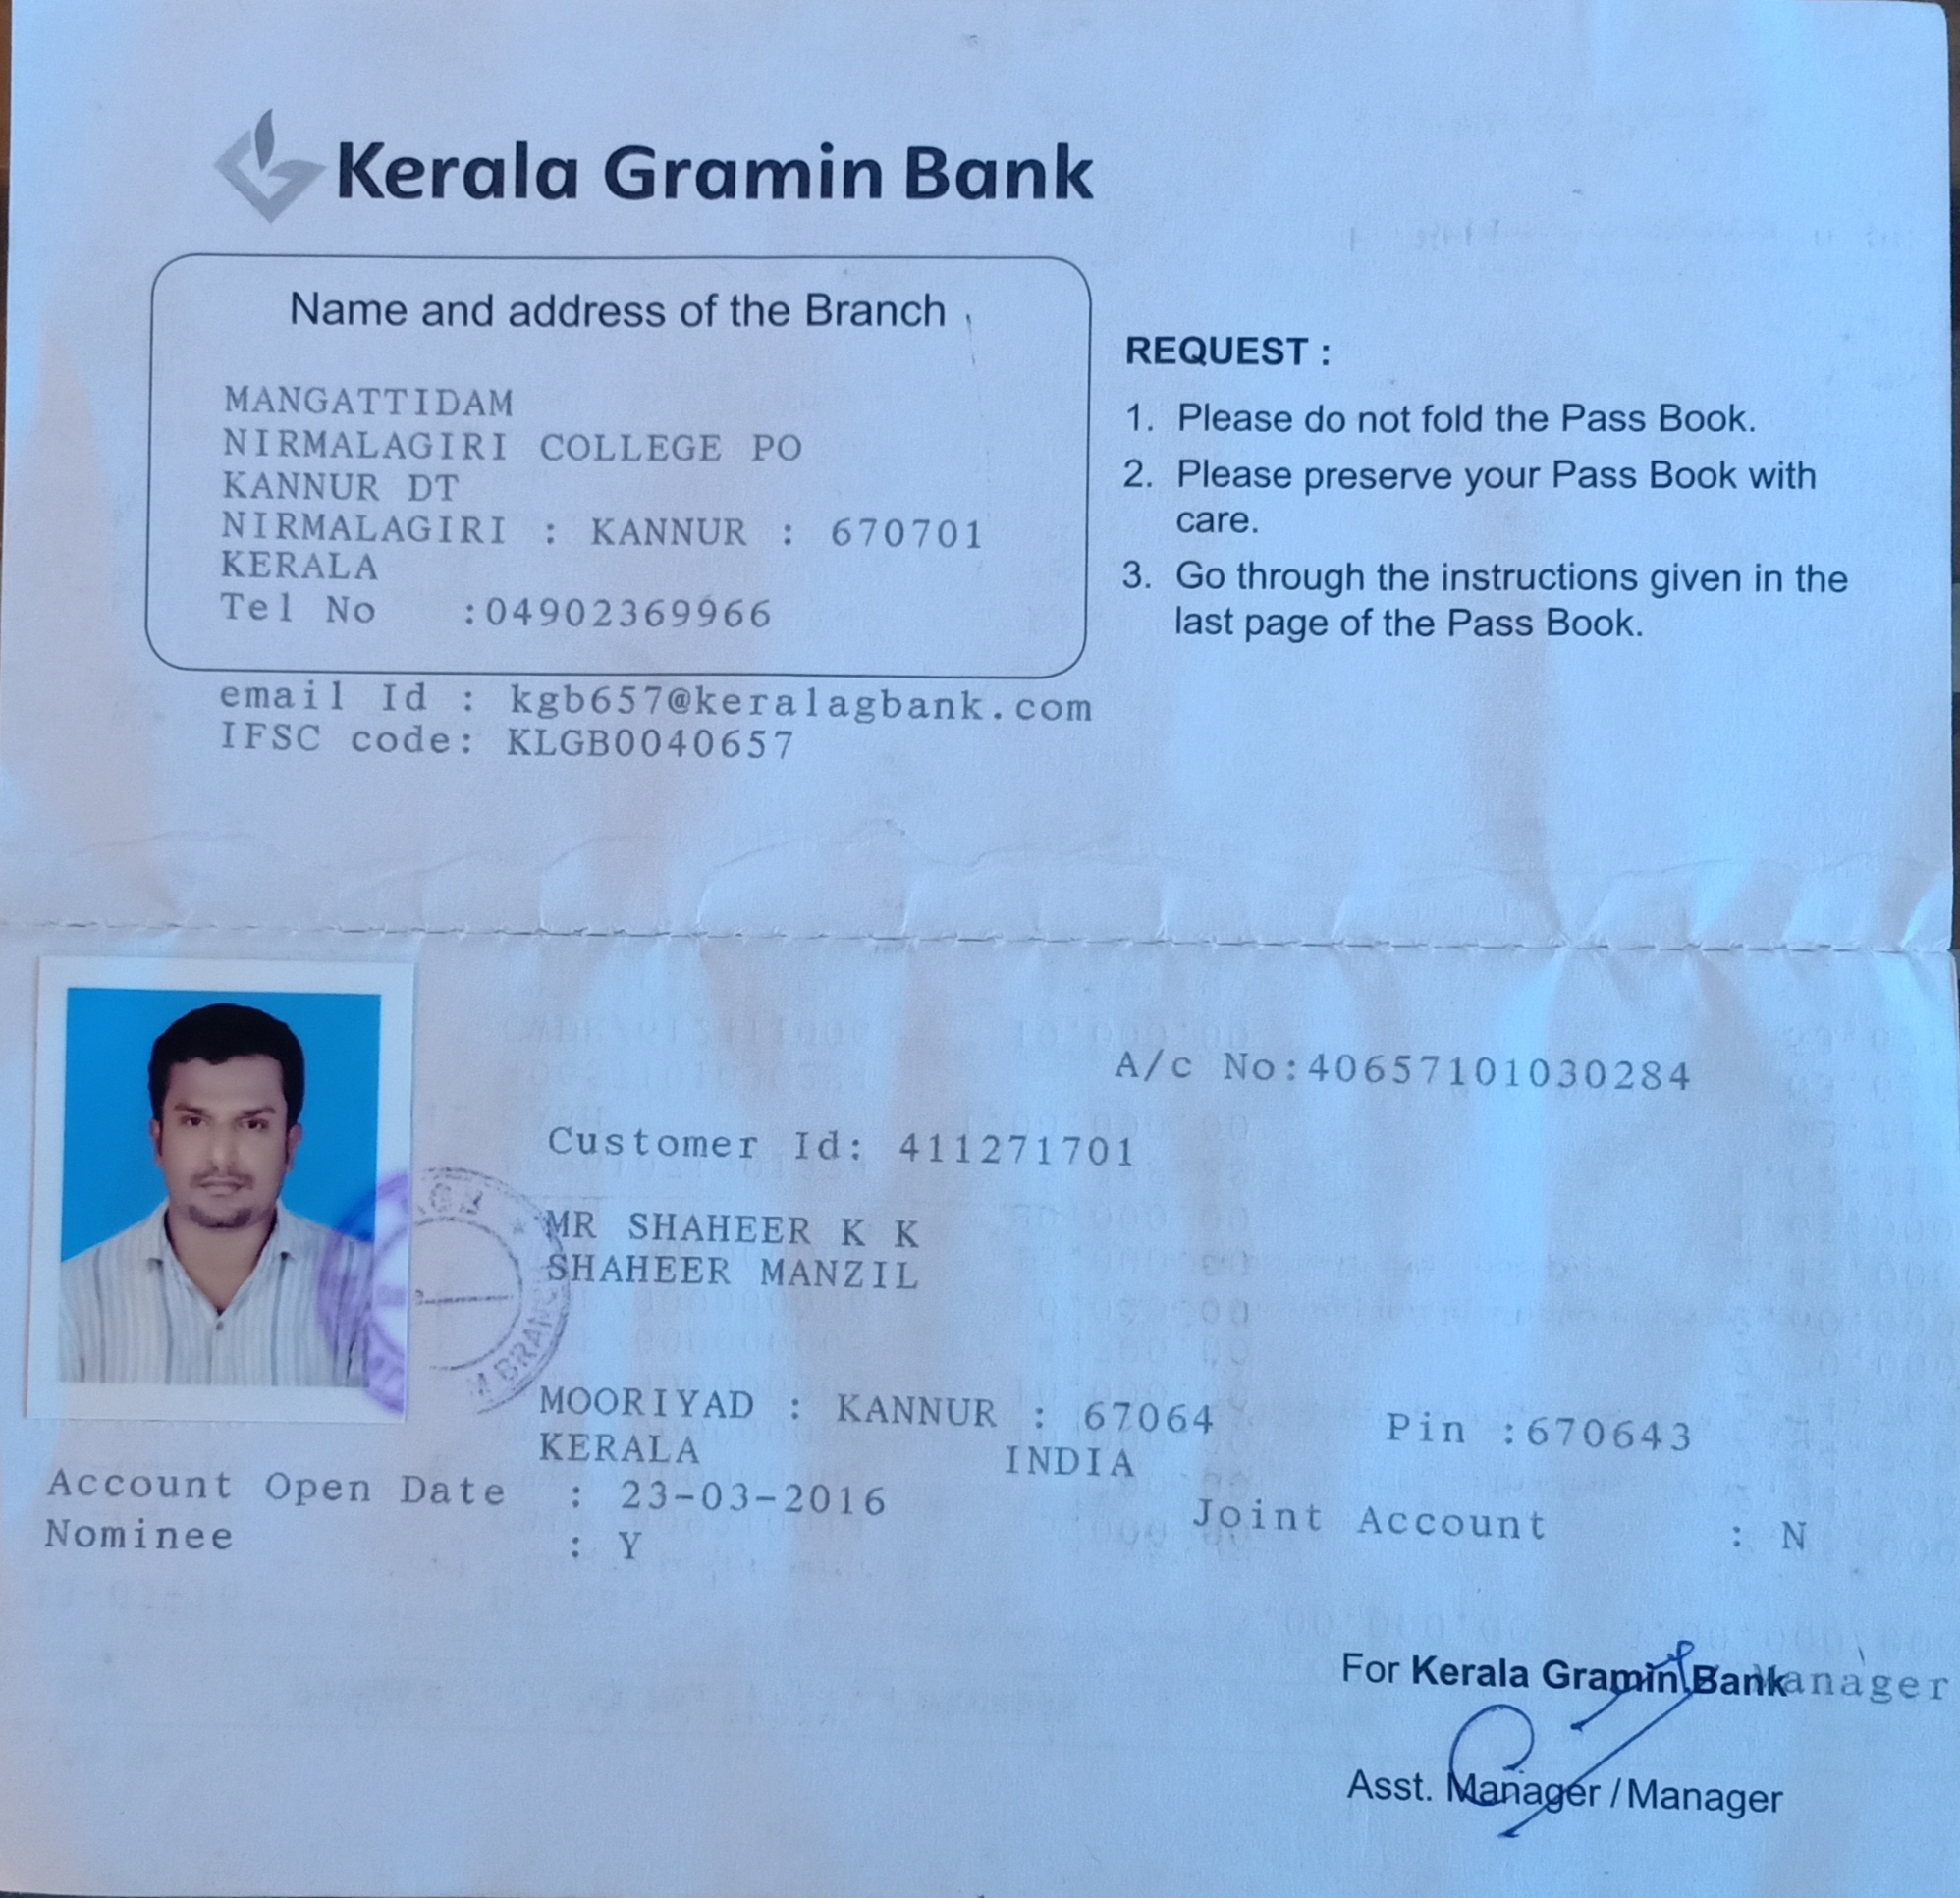 Kerala Gramin Bank
Name and address of the Branch
MANGATTIDAM
NIRMALAGIRI COLLEGE PO
KANNUR DT
NIRMALAGIRI : KANNUR : 670701
KERALA
Tel No :04902369966
email Id : kgb657@keralagbank.com
IFSC code: KLGB0040657
REQUEST :
1. Please do not fold the Pass Book.
2. Please preserve your Pass Book with
care.
3. Go through the instructions given in the
last page of the Pass Book.
A/c No:40657101030284
Customer Id: 411271701
MR SHAHEER K K
SHAHEER MANZIL
MOORIYAD : KANNUR : 67064 Pin :670643
KERALA INDIA
Account Open Date : 23-03-2016
Joint Account : N
Nominee : Y
KGB
BRANCH
For Kerala Gramin Bank Manager
Asst. Manager / Manager